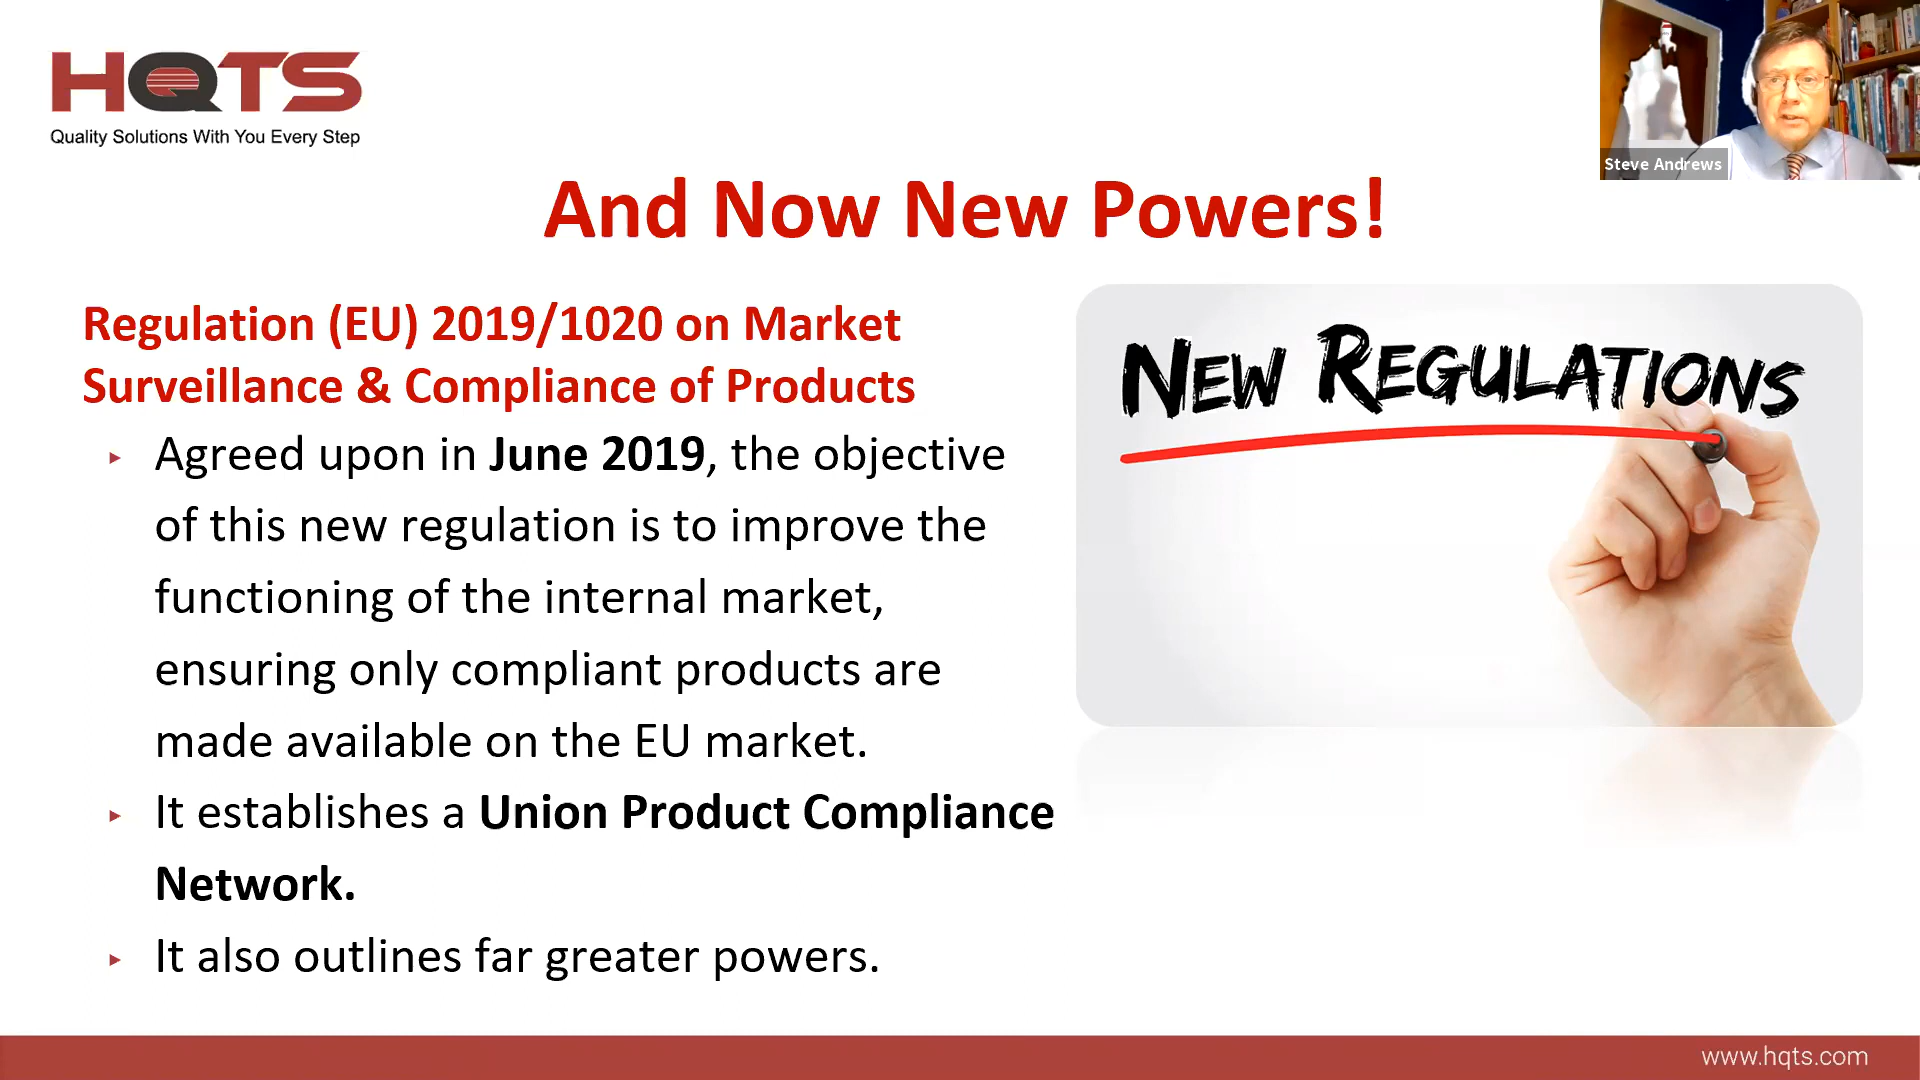 HQTS
Quality Solutions With You Every Step
Steve Andrews
And Now New Powers!
Regulation (EU) 2019/1020 on Market
Surveillance & Compliance of Products
Agreed upon in June 2019, the objective
of this new regulation is to improve the
functioning of the internal market,
ensuring only compliant products are
made available on the EU market.
It establishes a Union Product Compliance
Network.
It also outlines far greater powers.
NEW REGULATIONS
www.hqts.com